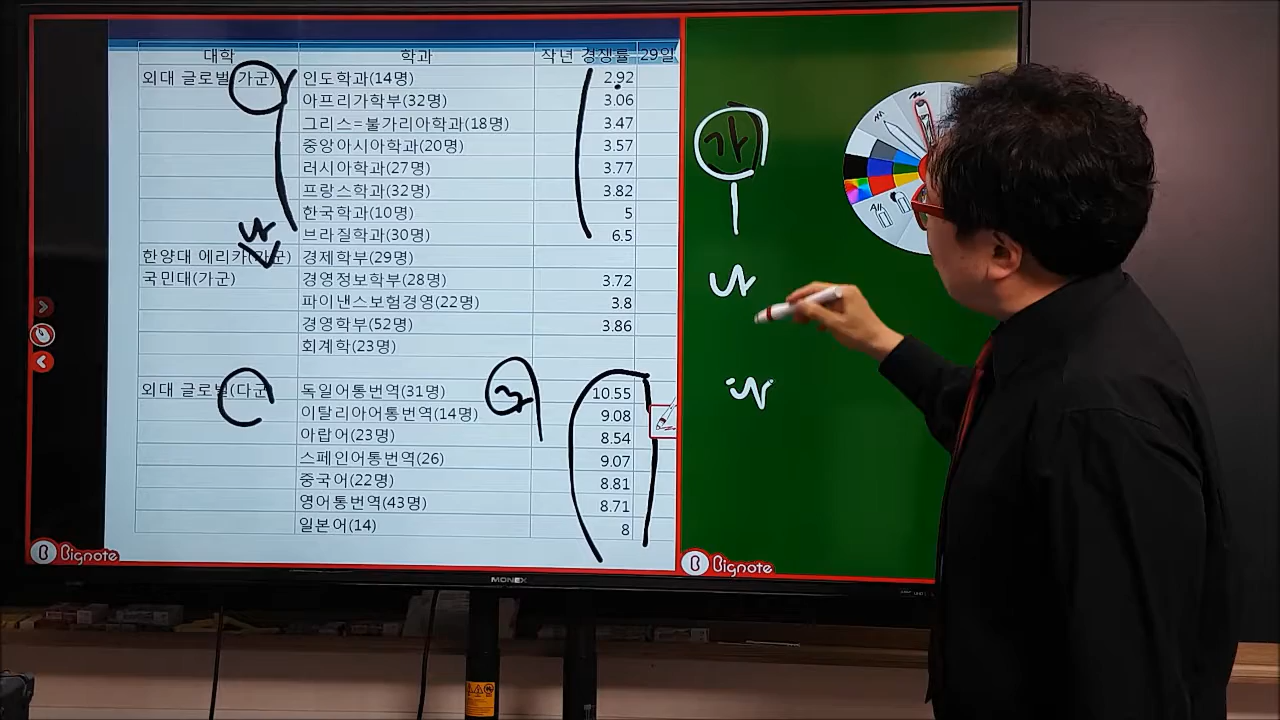 대학 학과 작년 경쟁률 29일
외대 글로벌(가군) 인도학과(14명) 2.92
아프리가학부(32명) 3.06
그리스=불가리아학과(18명) 3.47
중앙아시아학과(20명) 3.57
러시아학과(27명) 3.77
프랑스학과(32명) 3.82
한국학과(10명) 5
브라질학과(30명) 6.5
나
한양대 에리카(가군) 경제학부(29명)
국민대(가군) 경영정보학부(28명) 3.72
파이낸스보험경영(22명) 3.8
경영학부(52명) 3.86
회계학(23명)
외대 글로벌(다군) 독일어통번역(31명) 10.55
이탈리아어통번역(14명) 9.08
아랍어(23명) 8.54
스페인어통번역(26) 9.07
중국어(22명) 8.81
영어통번역(43명) 8.71
일본어(14) 8
Bignote
가
나
All
Bignote
MONEX